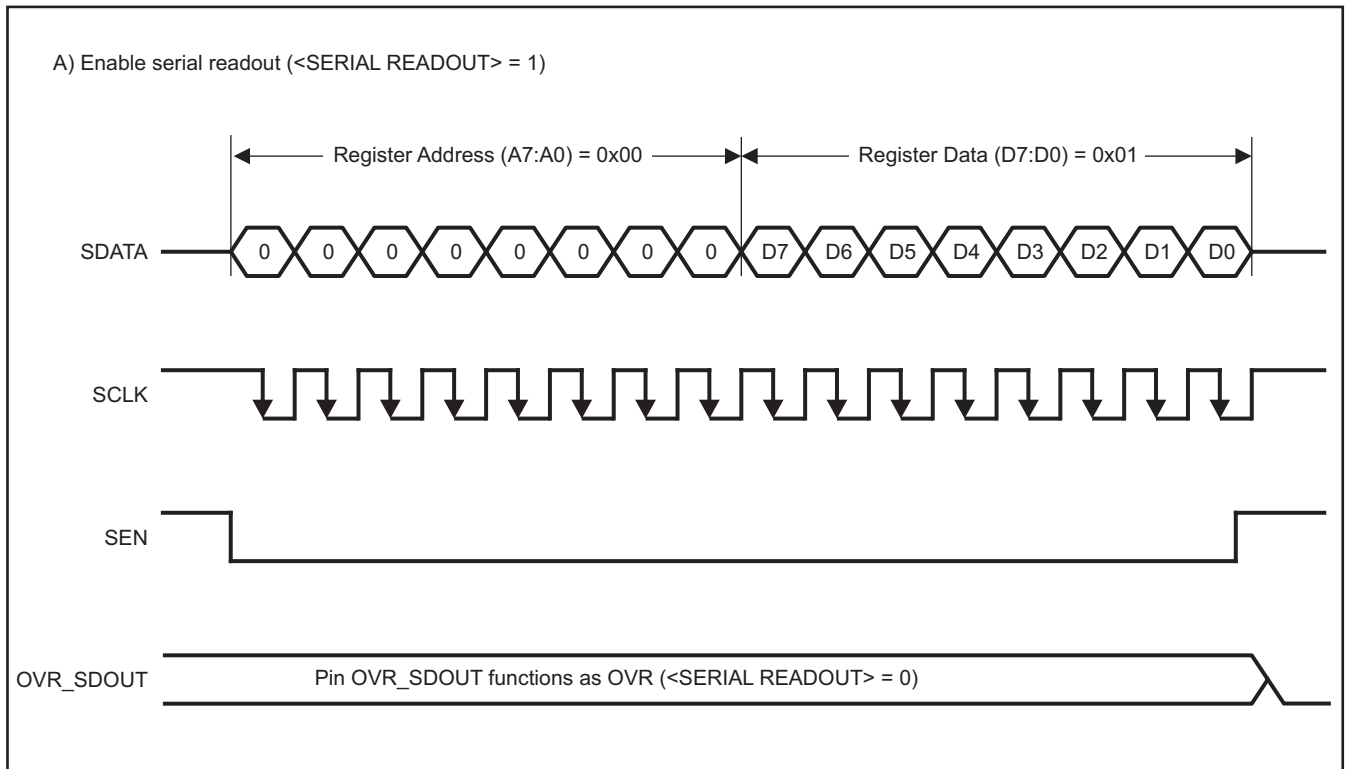 A) Enable serial readout (<SERIAL READOUT> = 1)
Register Address (A7:A0) = 0x00
Register Data (D7:D0) = 0x01
SDATA
0 0 0 0 0 0 0 0 D7 D6 D5 D4 D3 D2 D1 D0
SCLK
SEN
OVR_SDOUT
Pin OVR_SDOUT functions as OVR (<SERIAL READOUT> = 0)